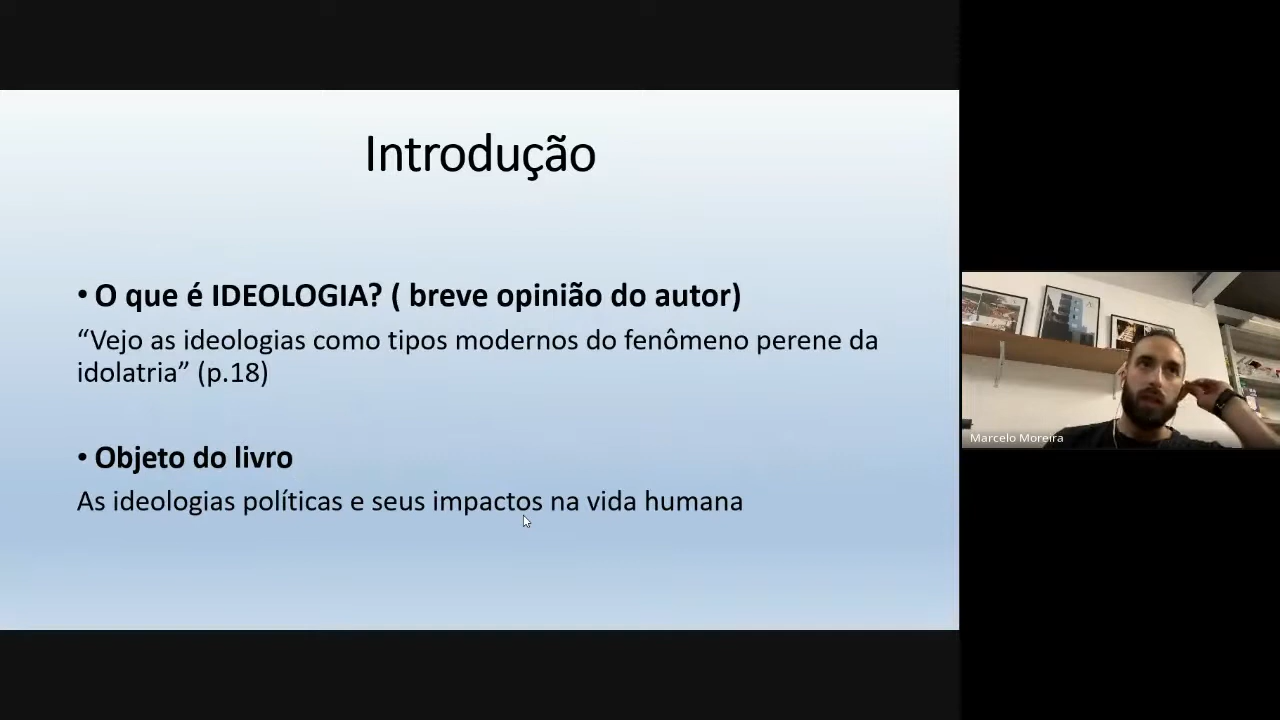 Introdução
• O que é IDEOLOGIA? ( breve opinião do autor)
“Vejo as ideologias como tipos modernos do fenômeno perene da
idolatria” (p.18)
• Objeto do livro
As ideologias políticas e seus impactos na vida humana
Marcelo Moreira